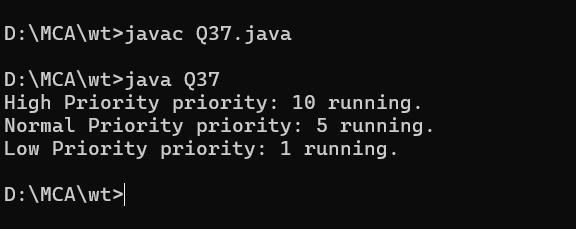 D:\MCA\wt>javac Q37.java
D:\MCA\wt>java Q37
High Priority priority: 10 running.
Normal Priority priority: 5 running.
Low Priority priority: 1 running.
D:\MCA\wt>